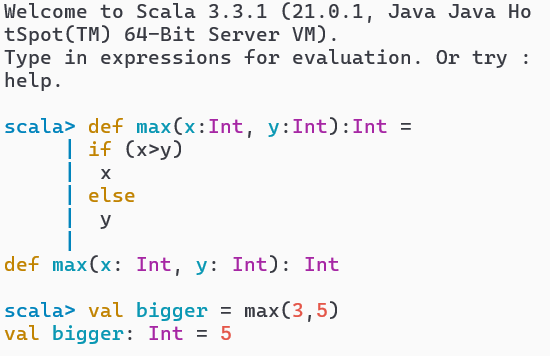 Welcome to Scala 3.3.1 (21.0.1, Java Java Ho
tSpot(TM) 64-Bit Server VM).
Type in expressions for evaluation. Or try :
help.

scala> def max(x:Int, y:Int):Int =
     | if (x>y)
     |  x
     | else
     |  y
     |
def max(x: Int, y: Int): Int

scala> val bigger = max(3,5)
val bigger: Int = 5